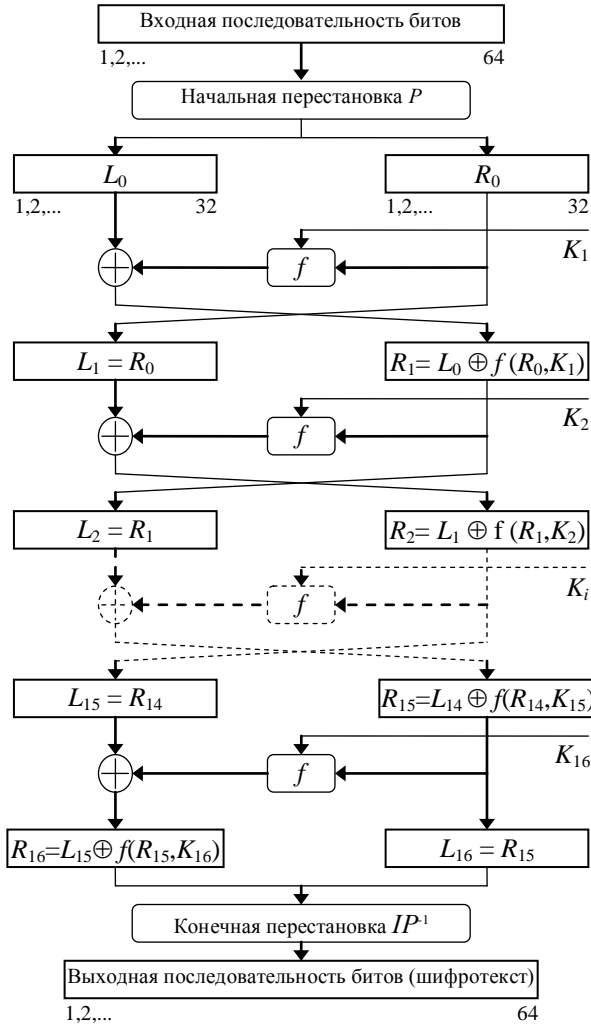 Входная последовательность битов
1,2,... 64
Начальная перестановка P
L₀ R₀
1,2,... 32 1,2,... 32
K₁
f
L₁ = R₀ R₁= L₀ ⊕ f (R₀,K₁)
K₂
f
L₂ = R₁ R₂= L₁ ⊕ f (R₁,K₂)
Kᵢ
f
L₁₅ = R₁₄ R₁₅=L₁₄ ⊕ f(R₁₄,K₁₅)
K₁₆
f
R₁₆=L₁₅⊕ f(R₁₅,K₁₆) L₁₆ = R₁₅
Конечная перестановка IP⁻¹
Выходная последовательность битов (шифротекст)
1,2,... 64